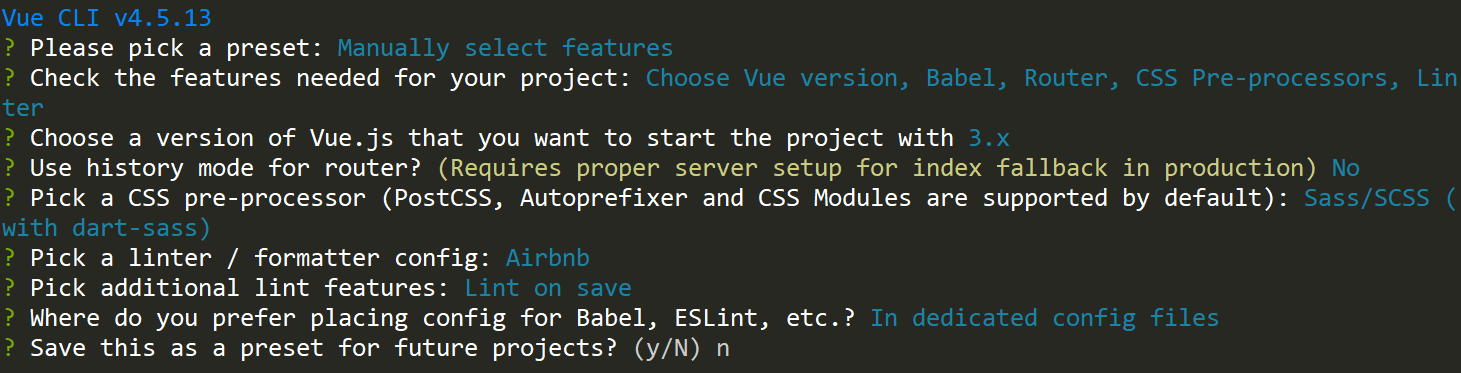 Vue CLI v4.5.13
? Please pick a preset: Manually select features
? Check the features needed for your project: Choose Vue version, Babel, Router, CSS Pre-processors, Lin
ter
? Choose a version of Vue.js that you want to start the project with 3.x
? Use history mode for router? (Requires proper server setup for index fallback in production) No
? Pick a CSS pre-processor (PostCSS, Autoprefixer and CSS Modules are supported by default): Sass/SCSS (
with dart-sass)
? Pick a linter / formatter config: Airbnb
? Pick additional lint features: Lint on save
? Where do you prefer placing config for Babel, ESLint, etc.? In dedicated config files
? Save this as a preset for future projects? (y/N) n